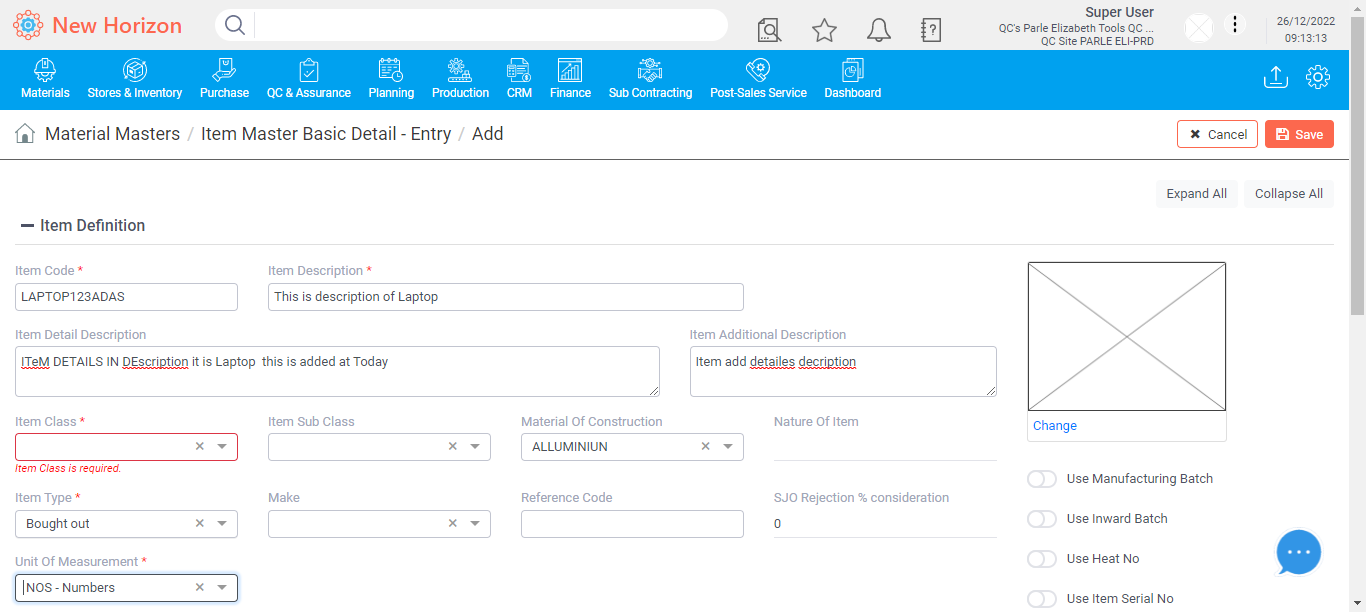 New Horizon
Super User
QC's Parle Elizabeth Tools QC ...
QC Site PARLE ELI-PRD
26/12/2022
09:13:13
Materials
Stores & Inventory
Purchase
QC & Assurance
Planning
Production
CRM
Finance
Sub Contracting
Post-Sales Service
Dashboard
Material Masters / Item Master Basic Detail - Entry / Add
Cancel
Save
Expand All
Collapse All
Item Definition
Item Code *
Item Description *
LAPTOP123ADAS
This is description of Laptop
Item Detail Description
Item Additional Description
ITeM DETAILS IN DEscription it is Laptop  this is added at Today
Item add detailes decription
Change
Item Class *
Item Sub Class
Material Of Construction
Nature Of Item
ALLUMINIUN
Item Class is required.
Item Type *
Make
Reference Code
SJO Rejection % consideration
Bought out
0
Unit Of Measurement *
NOS - Numbers
Use Manufacturing Batch
Use Inward Batch
Use Heat No
Use Item Serial No